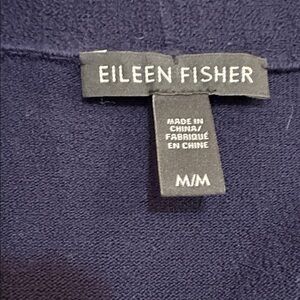 EILEEN FISHER
MADE IN
CHINA/
FABRIQUÉ
EN CHINE
M/M